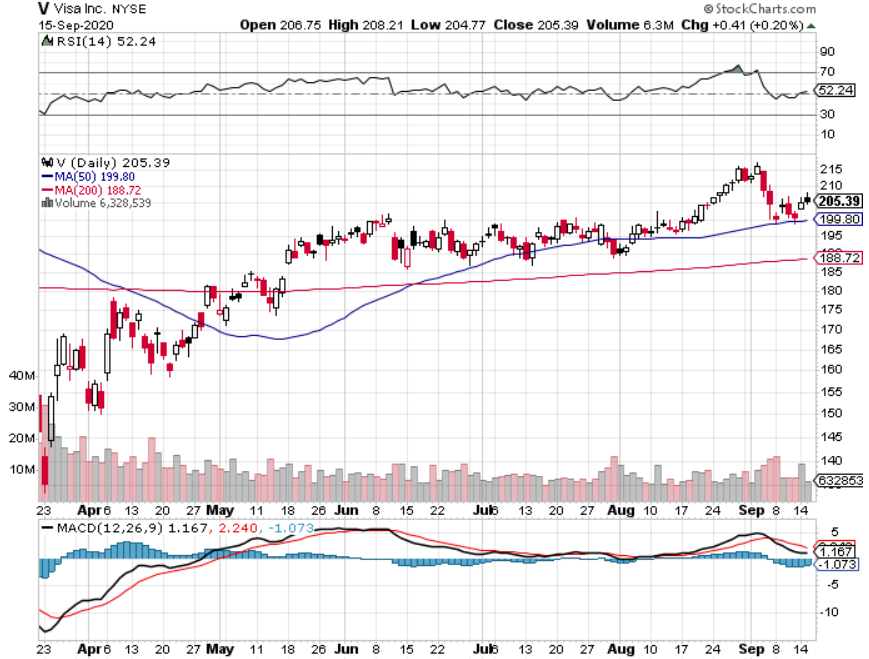 V Visa Inc. NYSE © StockCharts.com
15-Sep-2020 Open 206.75 High 208.21 Low 204.77 Close 205.39 Volume 6.3M Chg +0.41 (+0.20%)
RSI(14) 52.24
90
70
52.24
30
10
V (Daily) 205.39
MA(50) 199.80
MA(200) 188.72
Volume 6,328,539
215
210
205.39
199.80
195
190
188.72
185
180
175
170
165
160
155
150
145
140
40M
30M
20M
10M
632853
23 Apr 6 13 20 27 May 11 18 26 Jun 8 15 22 Jul 6 13 20 27 Aug 10 17 24 Sep 8 14
MACD(12,26,9) 1.167, 2.240, -1.073
5
1.167
-1.073
-5
-10
23 Apr 6 13 20 27 May 11 18 26 Jun 8 15 22 Jul 6 13 20 27 Aug 10 17 24 Sep 8 14